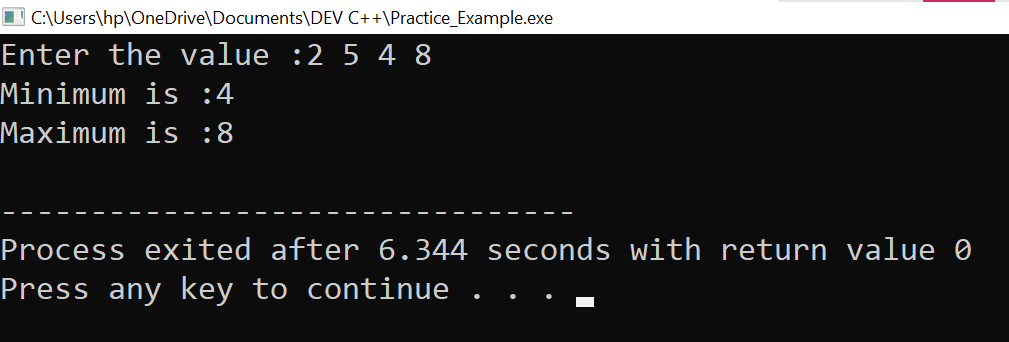 C:\Users\hp\OneDrive\Documents\DEV C++\Practice_Example.exe
Enter the value :2 5 4 8
Minimum is :4
Maximum is :8
--------------------------------
Process exited after 6.344 seconds with return value 0
Press any key to continue . . .